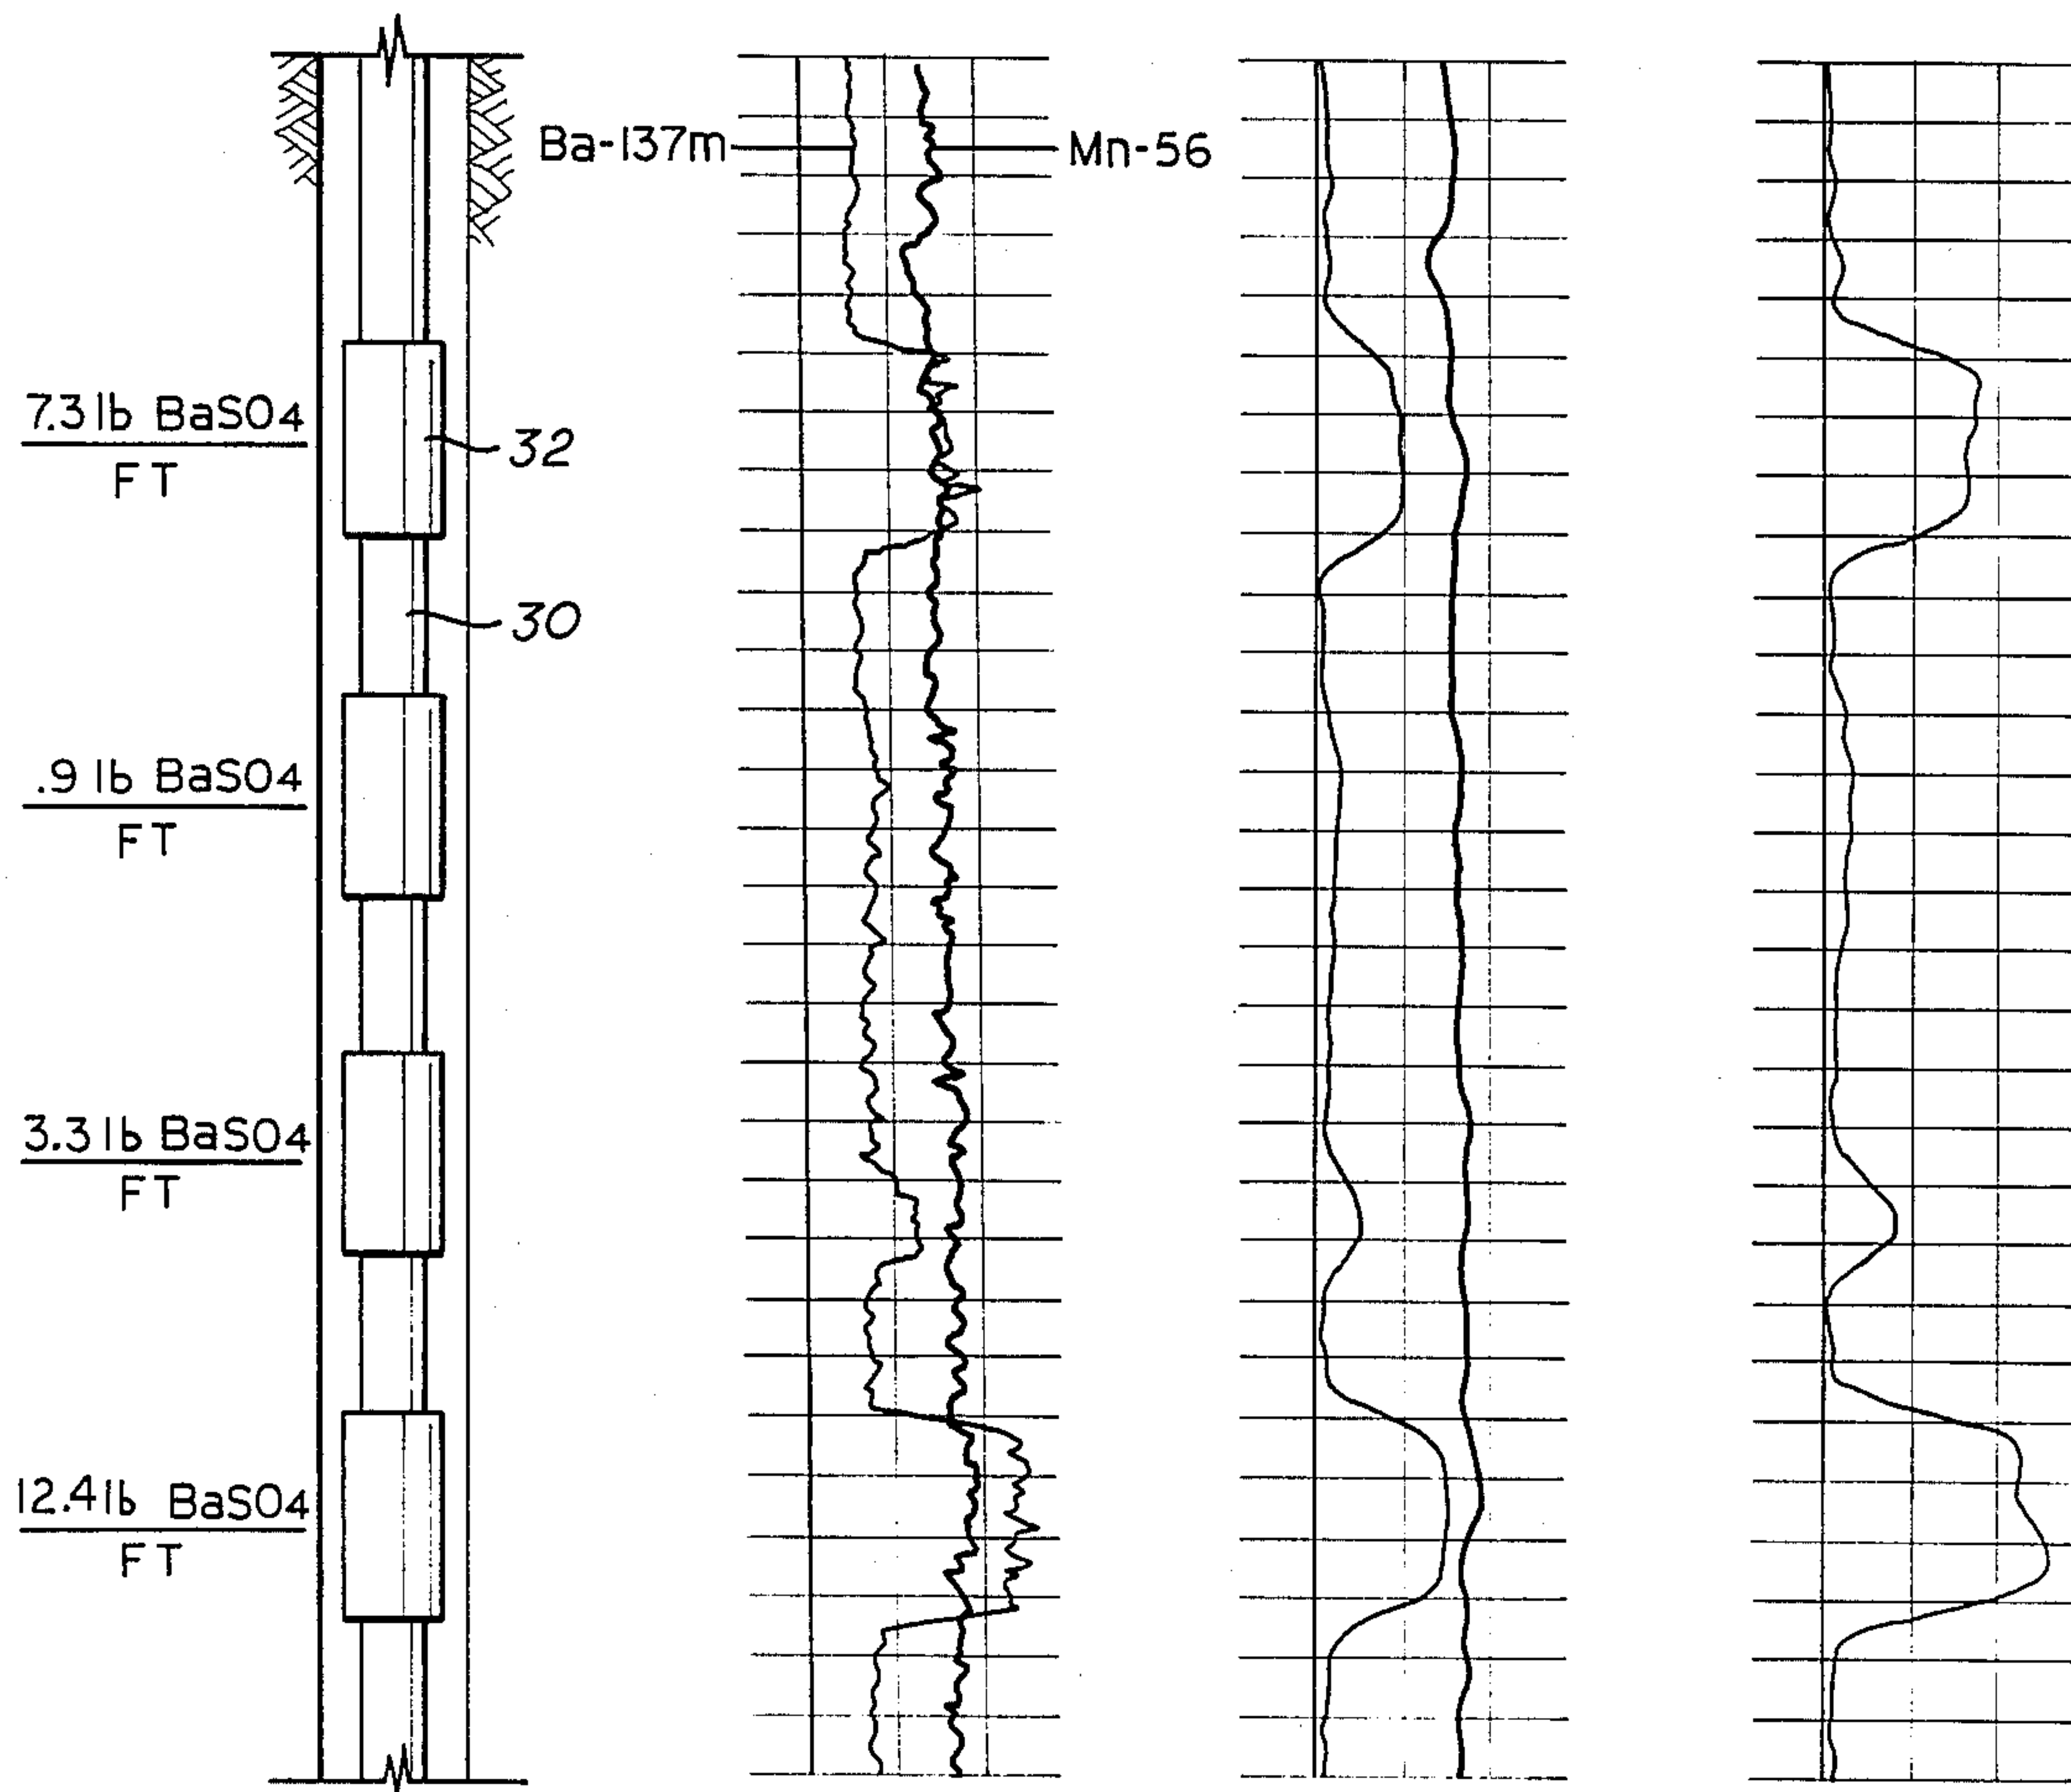 Ba-137m
Mn-56
7.3 lb BaSO4
FT
32
30
.9 lb BaSO4
FT
3.3 lb BaSO4
FT
12.4 lb BaSO4
FT